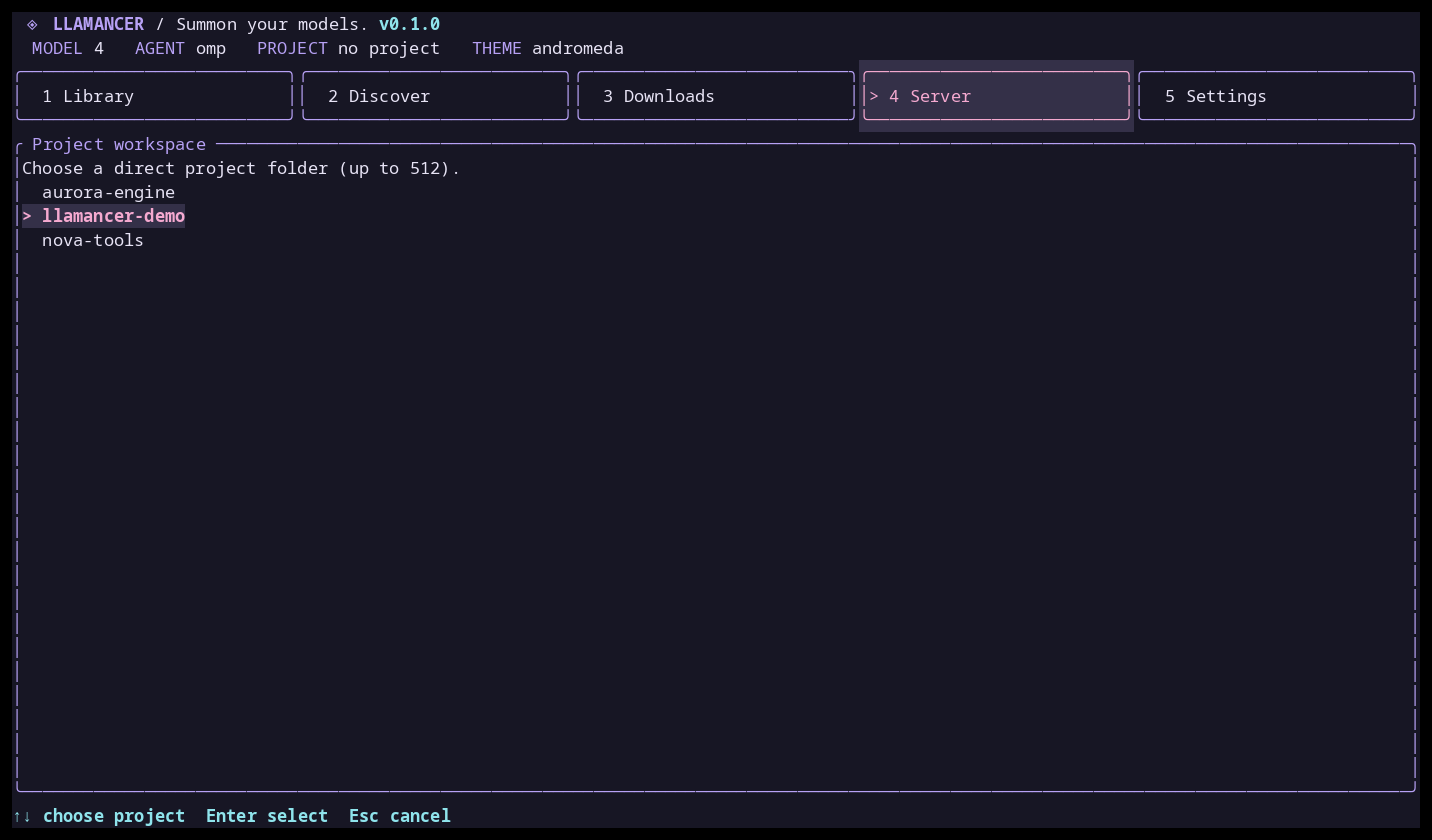 ◈ LLAMANCER / Summon your models. v0.1.0
MODEL 4 AGENT omp PROJECT no project THEME andromeda
1 Library 2 Discover 3 Downloads > 4 Server 5 Settings
Project workspace
Choose a direct project folder (up to 512).
aurora-engine
> llamancer-demo
nova-tools
↑↓ choose project Enter select Esc cancel